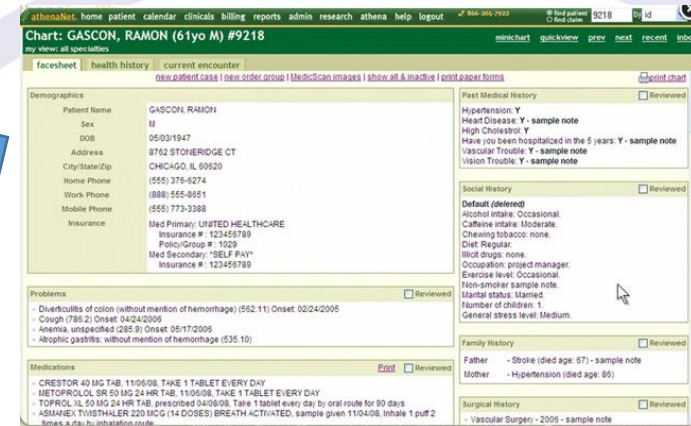 athenaNet. home patient calendar clinicals billing reports admin research athena help logout 866-265-7922 find patient find claim 9218 by id
Chart: GASCON, RAMON (61yo M) #9218
my view: all specialties
minichart quickview prev next recent inbo
facesheet health history current encounter
new patient case | new order group | MedicScan images | show all & inactive | print paper forms
print chart
Demographics
Patient Name GASCON, RAMON
Sex M
DOB 05/03/1947
Address 8762 STONERIDGE CT
City/State/Zip CHICAGO, IL 60620
Home Phone (555) 376-6274
Work Phone (888) 555-8651
Mobile Phone (555) 773-3388
Insurance Med Primary: UNITED HEALTHCARE
Insurance # : 123456789
Policy/Group # : 1029
Med Secondary: *SELF PAY*
Insurance # : 123456789
Problems Reviewed
Diverticulitis of colon (without mention of hemorrhage) (562.11) Onset: 02/24/2005
Cough (786.2) Onset: 04/24/2006
Anemia, unspecified (285.9) Onset: 05/17/2006
Atrophic gastritis; without mention of hemorrhage (535.10)
Medications Print Reviewed
CRESTOR 40 MG TAB, 11/06/08, TAKE 1 TABLET EVERY DAY
METOPROLOL SR 50 MG 24 HR TAB, 11/06/08, TAKE 1 TABLET EVERY DAY
TOPROL XL 50 MG 24 HR TAB, prescribed 04/08/08, Take 1 tablet every day by oral route for 90 days
ASMANEX TWISTHALER 220 MCG (14 DOSES) BREATH ACTIVATED, sample given 11/04/08, Inhale 1 puff 2
times a day by inhalation route
Past Medical History Reviewed
Hypertension: Y
Heart Disease: Y - sample note
High Cholestrol: Y
Have you been hospitalized in the 5 years: Y - sample note
Vascular Trouble: Y - sample note
Vision Trouble: Y - sample note
Social History Reviewed
Default (deleted)
Alcohol intake: Occasional.
Caffeine intake: Moderate.
Chewing tobacco: none.
Diet: Regular.
Illicit drugs: none.
Occupation: project manager.
Exercise level: Occasional.
Non-smoker sample note.
Marital status: Married.
Number of children: 1.
General stress level: Medium.
Family History Reviewed
Father - Stroke (died age: 67) - sample note
Mother - Hypertension (died age: 86)
Surgical History Reviewed
Vascular Surgery - 2006 - sample note